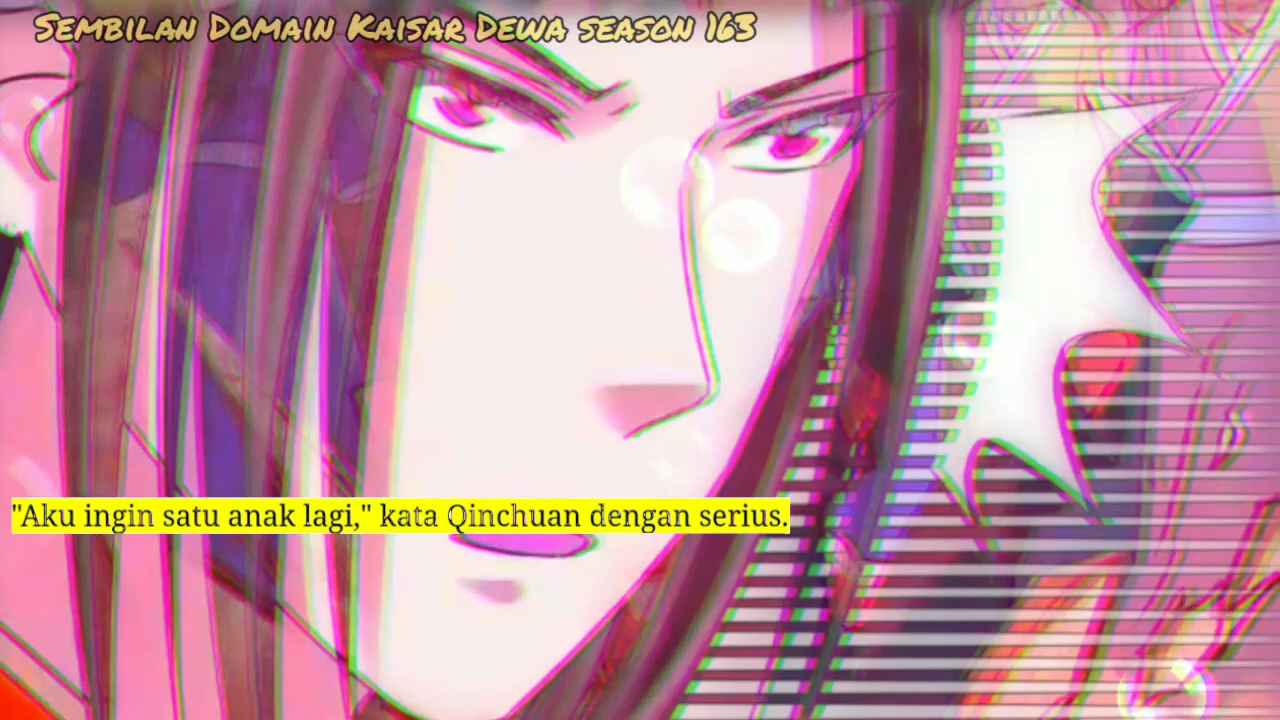 Sembilan Domain Kaisar Dewa season 163
"Aku ingin satu anak lagi," kata Qinchuan dengan serius.